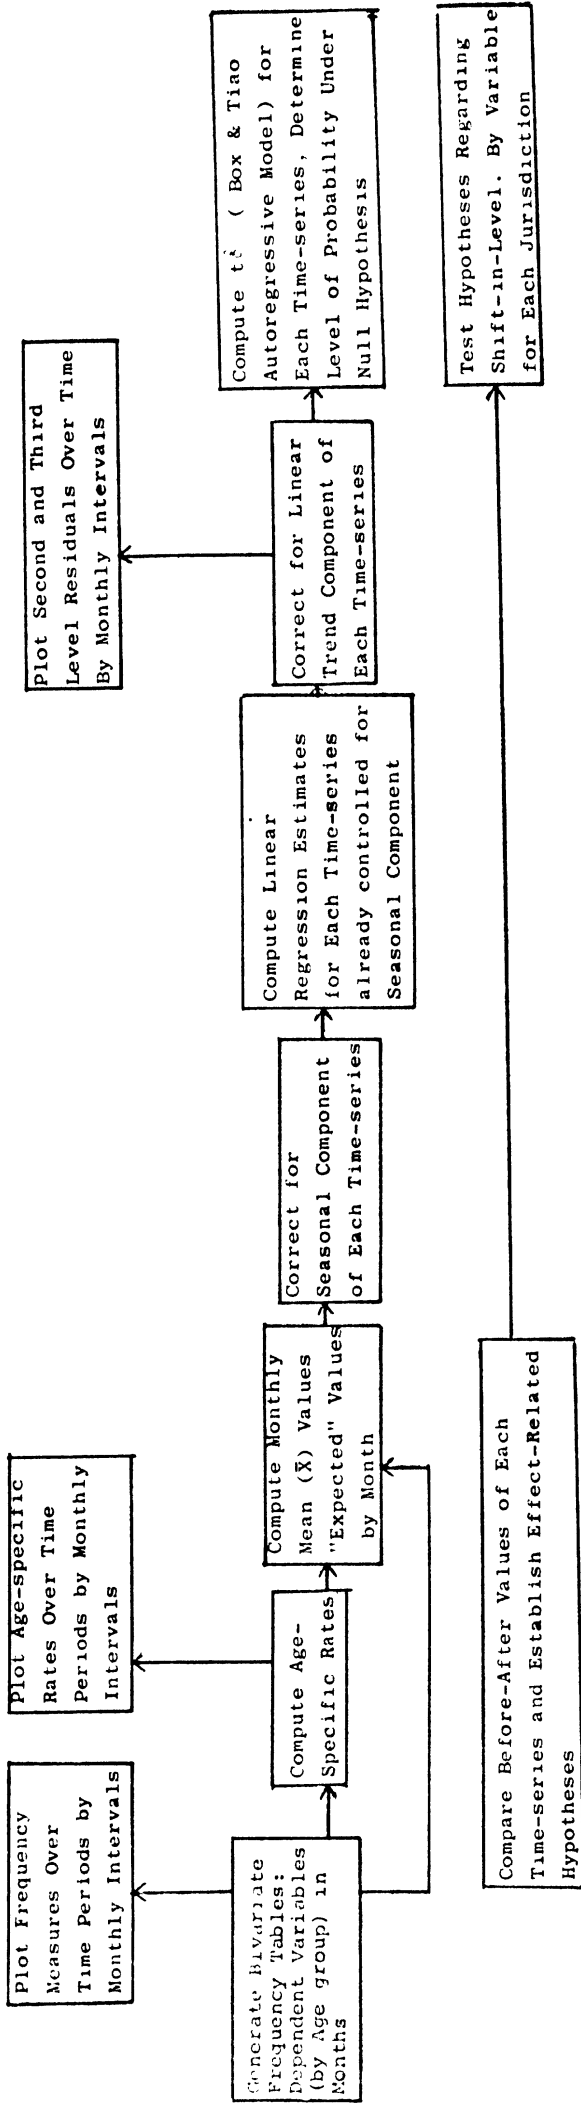 Plot Frequency
Measures Over
Time Periods by
Monthly Intervals
Plot Age-specific
Rates Over Time
Periods by Monthly
Intervals
Plot Second and Third
Level Residuals Over Time
By Monthly Intervals
Generate Bivariate
Frequency Tables:
Dependent Variables
(by Age group) in
Months
Compute Age-
Specific Rates
Compute Monthly
Mean (X̄) Values
"Expected" Values
by Month
Correct for
Seasonal Component
of Each Time-series
Compute Linear
Regression Estimates
for Each Time-series
already controlled for
Seasonal Component
Correct for Linear
Trend Component of
Each Time-series
Compute ( Box & Tiao
Autoregressive Model) for
Each Time-series, Determine
Level of Probability Under
Null Hypothesis
Compare Before-After Values of Each
Time-series and Establish Effect-Related
Hypotheses
Test Hypotheses Regarding
Shift-in-Level. By Variable
for Each Jurisdiction